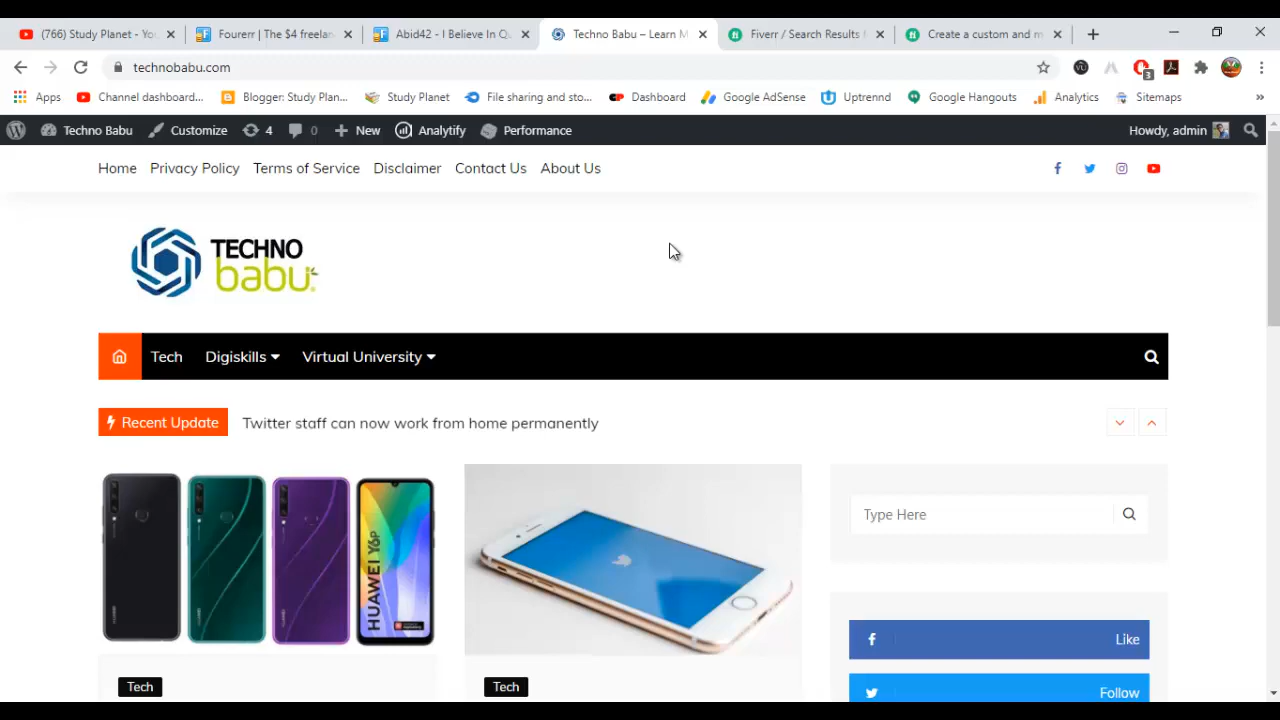 (766) Study Planet - Yo
Fourerr | The $4 freelan
Abid42 - I Believe In Q
Techno Babu – Learn M
Fiverr / Search Results
Create a custom and m
technobabu.com
3
Apps
Channel dashboard...
Blogger: Study Plan...
Study Planet
File sharing and sto...
Dashboard
Google AdSense
Uptrennd
Google Hangouts
Analytics
Sitemaps
»
Techno Babu
Customize
4
0
New
Analytify
Performance
Howdy, admin
Home
Privacy Policy
Terms of Service
Disclaimer
Contact Us
About Us
TECHNO
babu
Tech
Digiskills
Virtual University
Recent Update
Twitter staff can now work from home permanently
HUAWEI Y6P
Type Here
Like
Tech
Tech
Follow